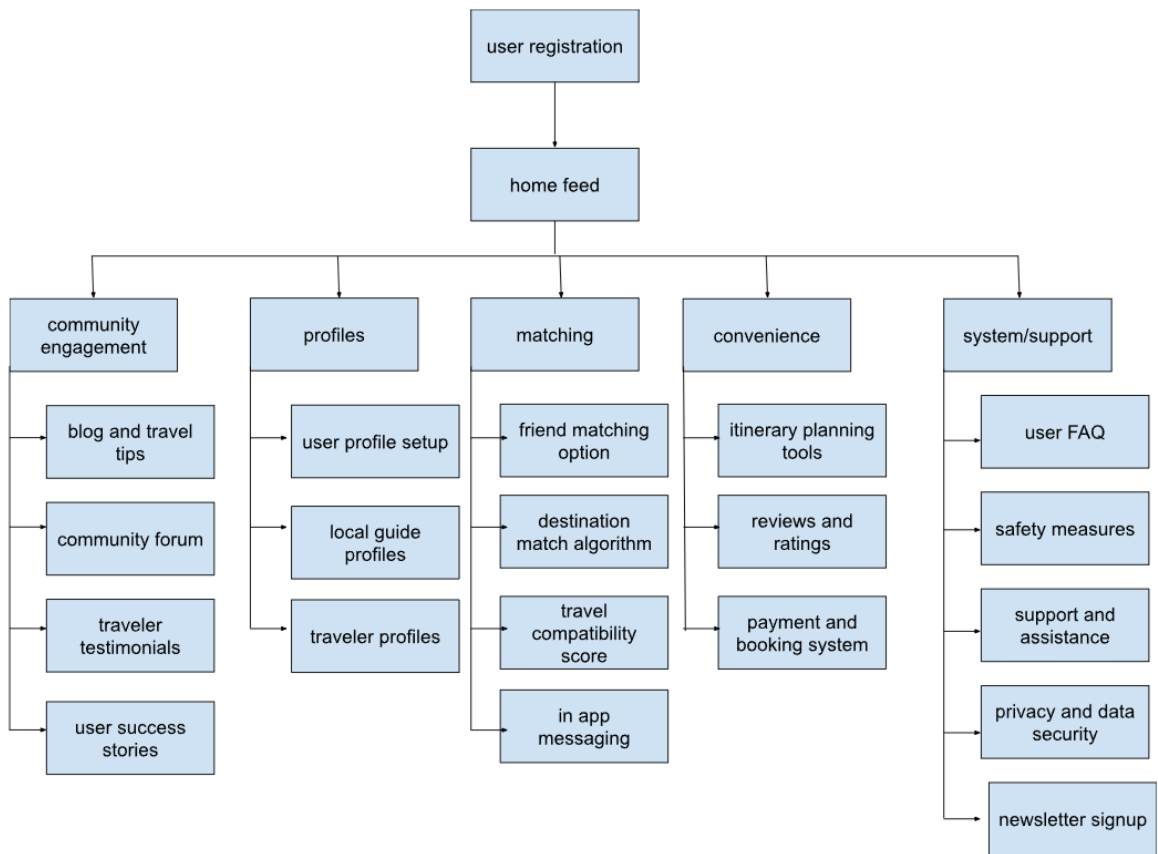 user registration
home feed
community
engagement
profiles
matching
convenience
system/support
blog and travel
tips
community forum
traveler
testimonials
user success
stories
user profile setup
local guide
profiles
traveler profiles
friend matching
option
destination
match algorithm
travel
compatibility
score
in app
messaging
itinerary planning
tools
reviews and
ratings
payment and
booking system
user FAQ
safety measures
support and
assistance
privacy and data
security
newsletter signup